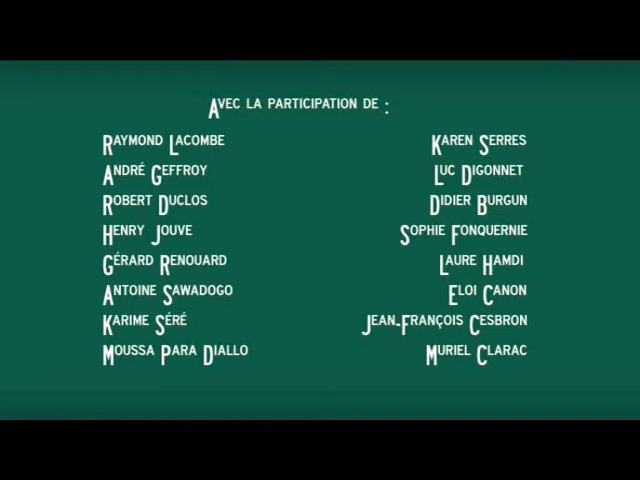 Avec la participation de :
Raymond Lacombe
André Geffroy
Robert Duclos
Henry Jouve
Gérard Renouard
Antoine Sawadogo
Karime Séré
Moussa Para Diallo
Karen Serres
Luc Digonnet
Didier Burgun
Sophie Fonquernie
Laure Hamdi
Eloi Canon
Jean-François Cesbron
Muriel Clarac